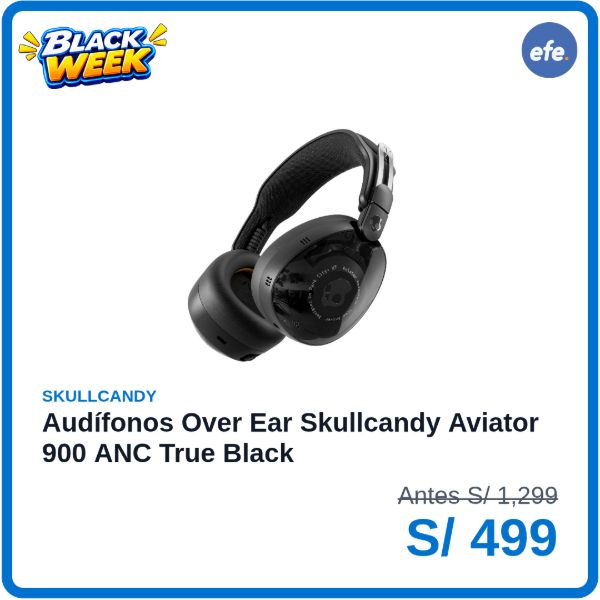 BLACK
WEEK
efe.
SKULLCANDY
Audífonos Over Ear Skullcandy Aviator
900 ANC True Black
Antes S/ 1,299
S/ 499